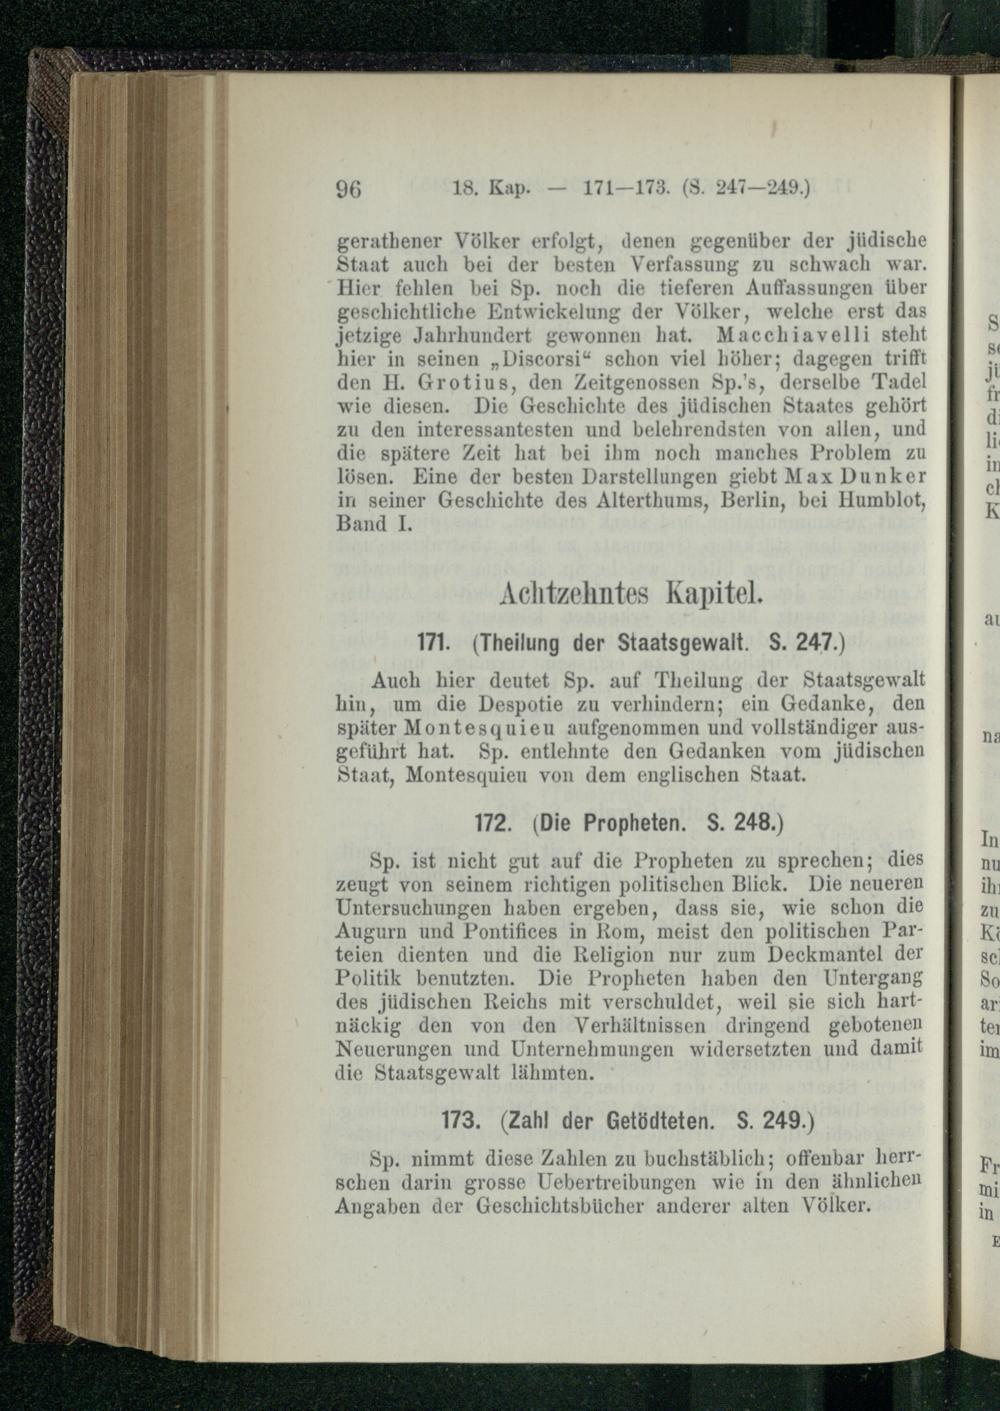 96 18. Kap. — 171—173. (S. 247—249.)
gerathener Völker erfolgt, denen gegenüber der jüdische
Staat auch bei der besten Verfassung zu schwach war.
Hier fehlen bei Sp. noch die tieferen Auffassungen über
geschichtliche Entwickelung der Völker, welche erst das
jetzige Jahrhundert gewonnen hat. Macchiavelli steht
hier in seinen „Discorsi“ schon viel höher; dagegen trifft
den H. Grotius, den Zeitgenossen Sp.'s, derselbe Tadel
wie diesen. Die Geschichte des jüdischen Staates gehört
zu den interessantesten und belehrendsten von allen, und
die spätere Zeit hat bei ihm noch manches Problem zu
lösen. Eine der besten Darstellungen giebt Max Dunker
in seiner Geschichte des Alterthums, Berlin, bei Humblot,
Band I.
Achtzehntes Kapitel.
171. (Theilung der Staatsgewalt. S. 247.)
Auch hier deutet Sp. auf Theilung der Staatsgewalt
hin, um die Despotie zu verhindern; ein Gedanke, den
später Montesquieu aufgenommen und vollständiger aus-
geführt hat. Sp. entlehnte den Gedanken vom jüdischen
Staat, Montesquieu von dem englischen Staat.
172. (Die Propheten. S. 248.)
Sp. ist nicht gut auf die Propheten zu sprechen; dies
zeugt von seinem richtigen politischen Blick. Die neueren
Untersuchungen haben ergeben, dass sie, wie schon die
Augurn und Pontifices in Rom, meist den politischen Par-
teien dienten und die Religion nur zum Deckmantel der
Politik benutzten. Die Propheten haben den Untergang
des jüdischen Reichs mit verschuldet, weil sie sich hart-
näckig den von den Verhältnissen dringend gebotenen
Neuerungen und Unternehmungen widersetzten und damit
die Staatsgewalt lähmten.
173. (Zahl der Getödteten. S. 249.)
Sp. nimmt diese Zahlen zu buchstäblich; offenbar herr-
schen darin grosse Uebertreibungen wie in den ähnlichen
Angaben der Geschichtsbücher anderer alten Völker.